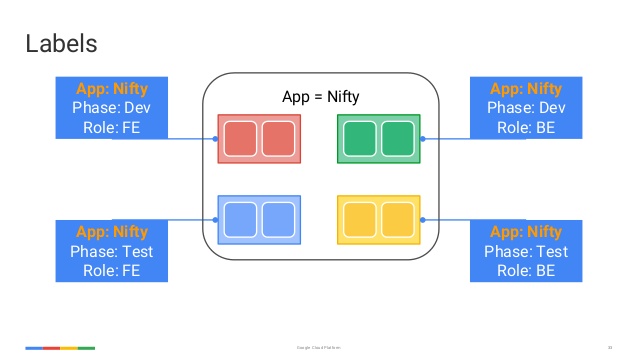 Labels
App: Nifty
Phase: Dev
Role: FE
App = Nifty
App: Nifty
Phase: Dev
Role: BE
App: Nifty
Phase: Test
Role: FE
App: Nifty
Phase: Test
Role: BE
Google Cloud Platform